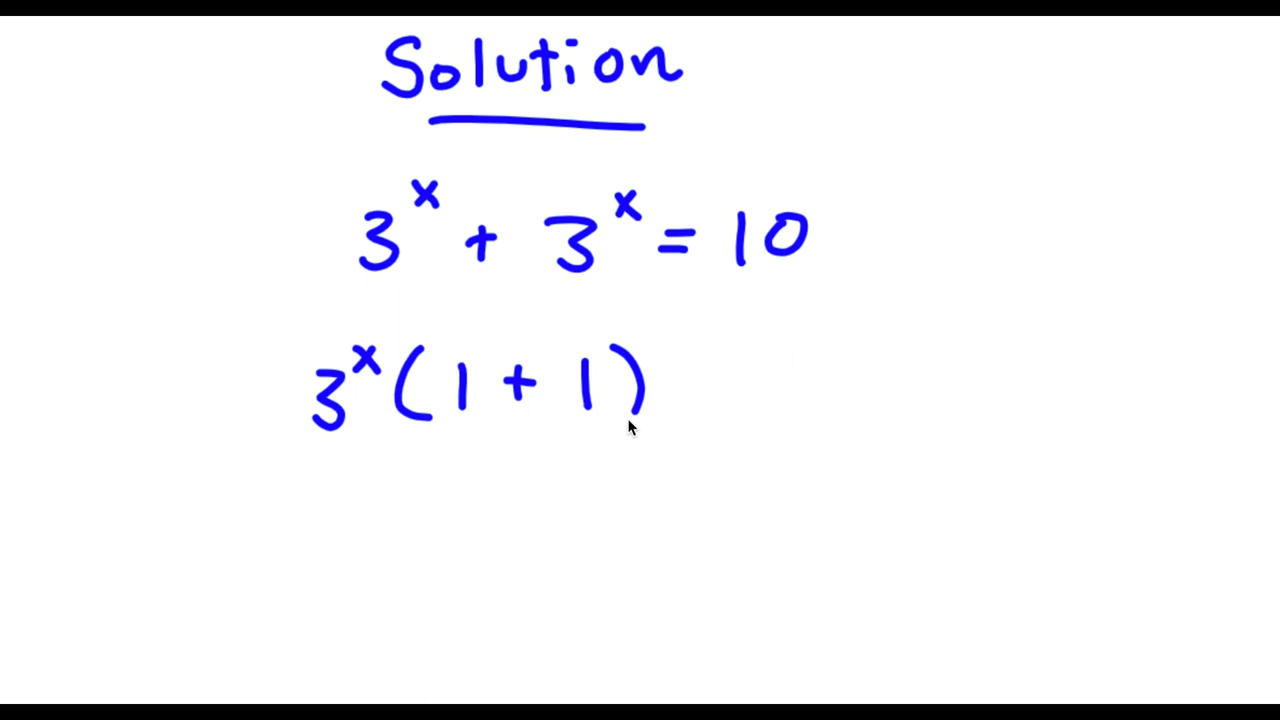 Solution
3^x + 3^x = 10
3^x(1 + 1)